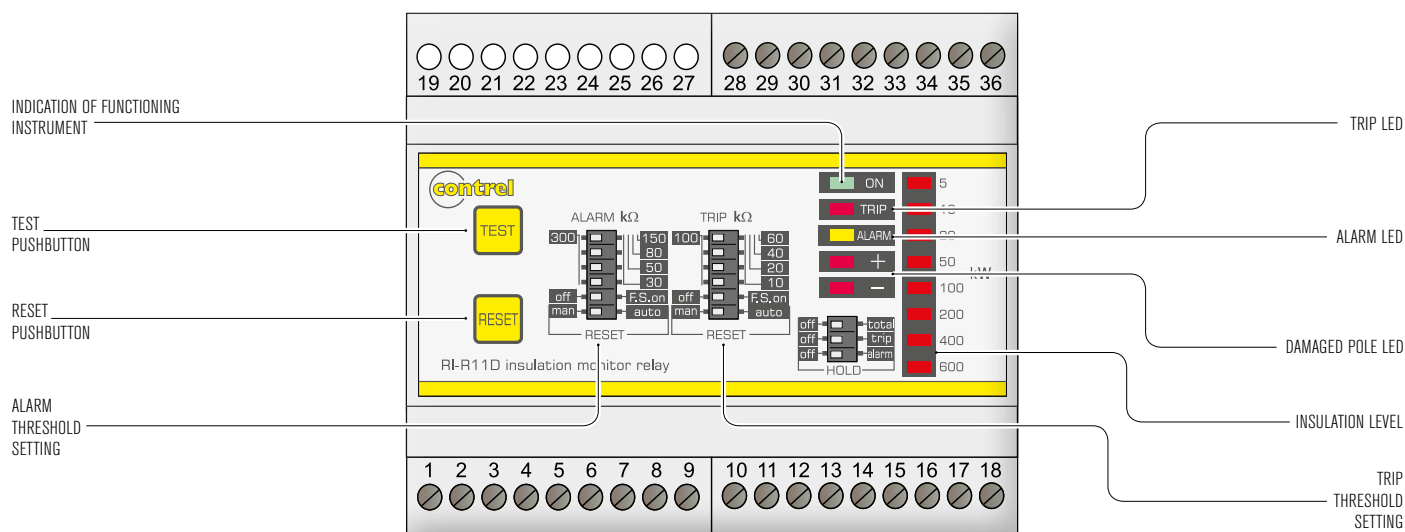 19 20 21 22 23 24 25 26 27
28 29 30 31 32 33 34 35 36
INDICATION OF FUNCTIONING
INSTRUMENT
TEST
PUSHBUTTON
RESET
PUSHBUTTON
ALARM
THRESHOLD
SETTING
contrel
TEST
RESET
RI-R11D insulation monitor relay
ALARM kΩ
300
150
80
50
30
off
F.S.on
man
auto
RESET
TRIP kΩ
100
60
40
20
10
off
F.S.on
man
auto
RESET
ON
TRIP
ALARM
+
−
off
total
off
trip
off
alarm
HOLD
5
50
kW
100
200
400
600
TRIP LED
ALARM LED
DAMAGED POLE LED
INSULATION LEVEL
TRIP
THRESHOLD
SETTING
1 2 3 4 5 6 7 8 9
10 11 12 13 14 15 16 17 18